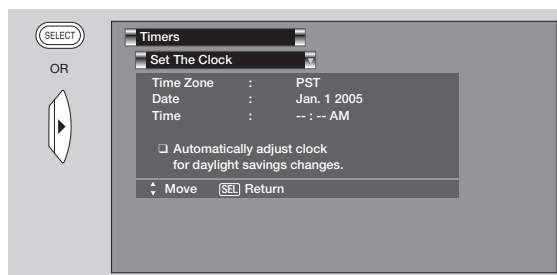 SELECT
OR
Timers
Set The Clock
Time Zone : PST
Date : Jan. 1 2005
Time : -- : -- AM
❑ Automatically adjust clock
for daylight savings changes.
Move SEL Return